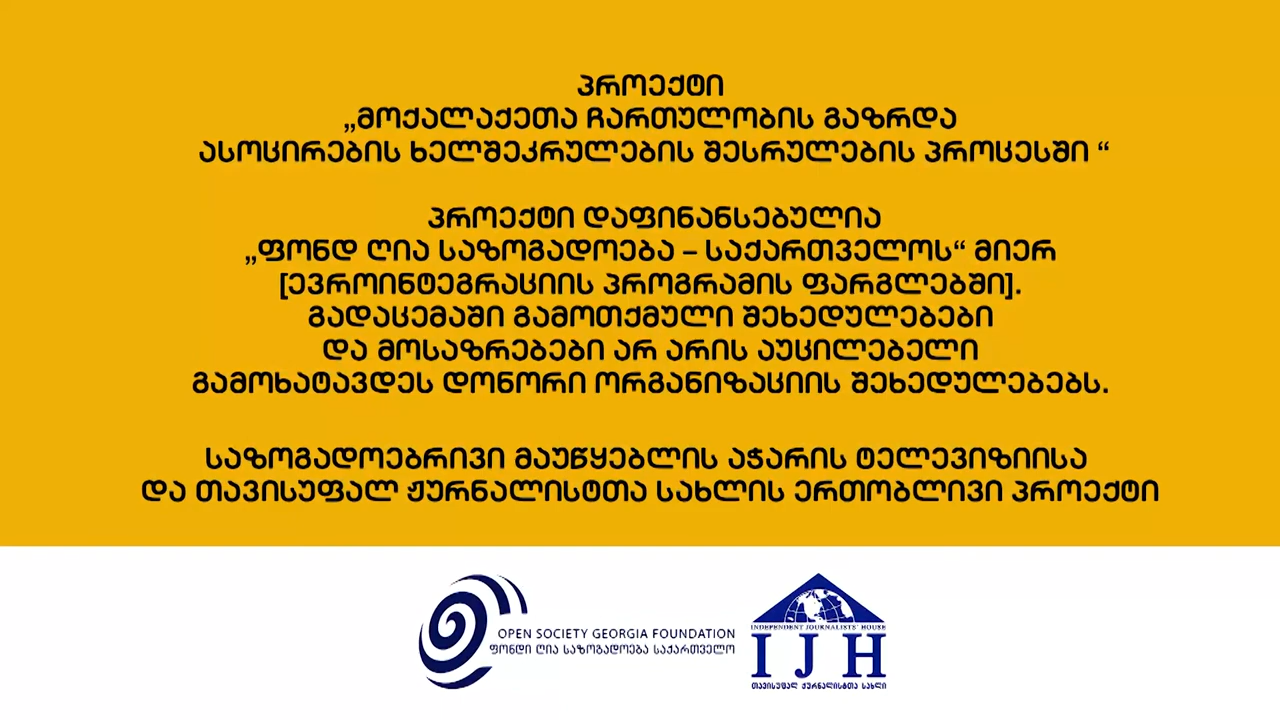 პროექტი
„მოქალაქეთა ჩართულობის გაზრდა
ასოცირების ხელშეკრულების შესრულების პროცესში “
პროექტი დაფინანსებულია
„ფონდ ღია საზოგადოება – საქართველოს“ მიერ
[ევროინტეგრაციის პროგრამის ფარგლებში].
გადაცემაში გამოთქმული შეხედულებები
და მოსაზრებები არ არის აუცილებელი
გამოხატავდეს დონორი ორგანიზაციის შეხედულებებს.
საზოგადოებრივი მაუწყებლის აჭარის ტელევიზიისა
და თავისუფალ ჟურნალისტთა სახლის ერთობლივი პროექტი
OPEN SOCIETY GEORGIA FOUNDATION
ფონდი ღია საზოგადოება საქართველო
INDEPENDENT JOURNALISTS' HOUSE
IJH
თავისუფალ ჟურნალისტთა სახლი